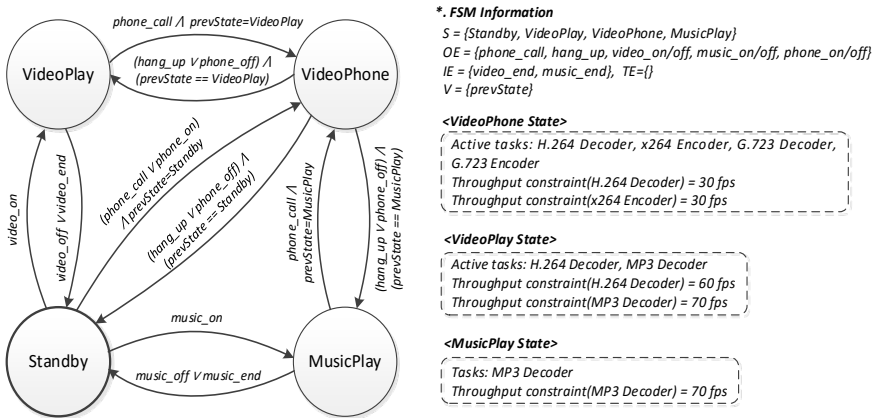 phone_call Λ prevState=VideoPlay
VideoPlay
(hang_up V phone_off) Λ
(prevState == VideoPlay)
VideoPhone
video_on
video_off V video_end
(phone_call V phone_on)
Λ prevState=Standby
(hang_up V phone_off) Λ
(prevState == Standby)
phone_call Λ
prevState=MusicPlay
(hang_up V phone_off) Λ
(prevState == MusicPlay)
Standby
music_on
music_off V music_end
MusicPlay
*. FSM Information
S = {Standby, VideoPlay, VideoPhone, MusicPlay}
OE = {phone_call, hang_up, video_on/off, music_on/off, phone_on/off}
IE = {video_end, music_end}, TE={}
V = {prevState}
<VideoPhone State>
Active tasks: H.264 Decoder, x264 Encoder, G.723 Decoder,
G.723 Encoder
Throughput constraint(H.264 Decoder) = 30 fps
Throughput constraint(x264 Encoder) = 30 fps
<VideoPlay State>
Active tasks: H.264 Decoder, MP3 Decoder
Throughput constraint(H.264 Decoder) = 60 fps
Throughput constraint(MP3 Decoder) = 70 fps
<MusicPlay State>
Tasks: MP3 Decoder
Throughput constraint(MP3 Decoder) = 70 fps